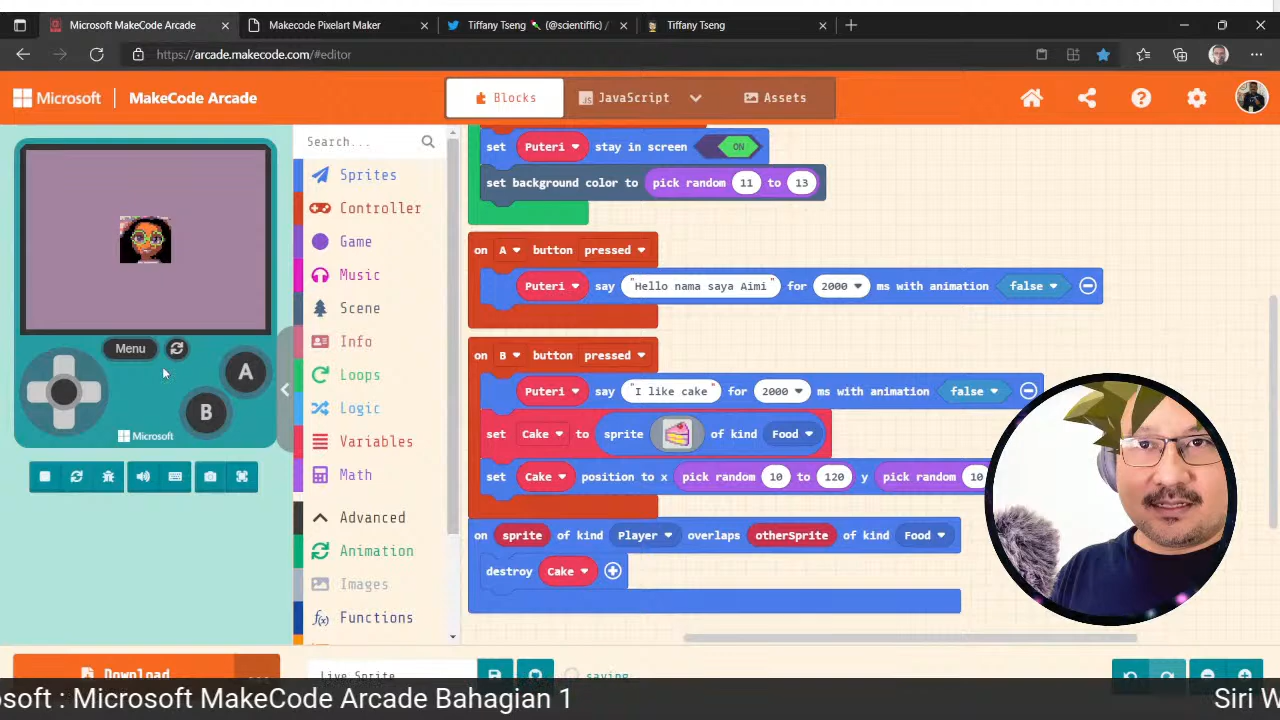 Microsoft MakeCode Arcade
Makecode Pixelart Maker
Tiffany Tseng (@scientiffic) /
Tiffany Tseng
https://arcade.makecode.com/#editor
Microsoft
MakeCode Arcade
Blocks
JavaScript
Assets
Search...
Sprites
Controller
Game
Music
Scene
Info
Loops
Logic
Variables
Math
Advanced
Animation
Images
Functions
Menu
A
B
Microsoft
Download
set Puteri stay in screen ON
set background color to pick random 11 to 13
on A button pressed
Puteri say "Hello nama saya Aimi" for 2000 ms with animation false
on B button pressed
Puteri say "I like cake" for 2000 ms with animation false
set Cake to sprite of kind Food
set Cake position to x pick random 10 to 120 y pick random 10
on sprite of kind Player overlaps otherSprite of kind Food
destroy Cake
Live Sprite
saving
osoft : Microsoft MakeCode Arcade Bahagian 1
Siri W